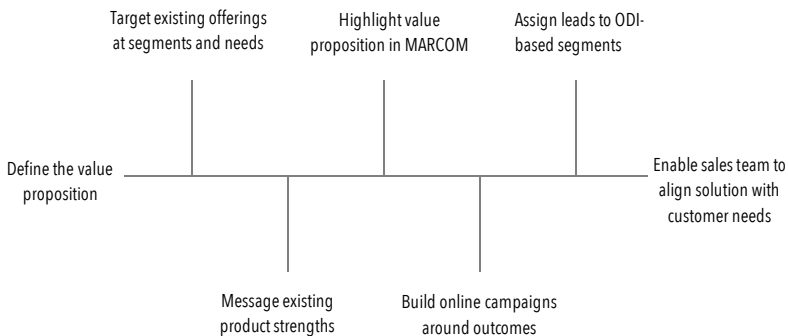 Target existing offerings
at segments and needs
Highlight value
proposition in MARCOM
Assign leads to ODI-
based segments
Define the value
proposition
Enable sales team to
align solution with
customer needs
Message existing
product strengths
Build online campaigns
around outcomes